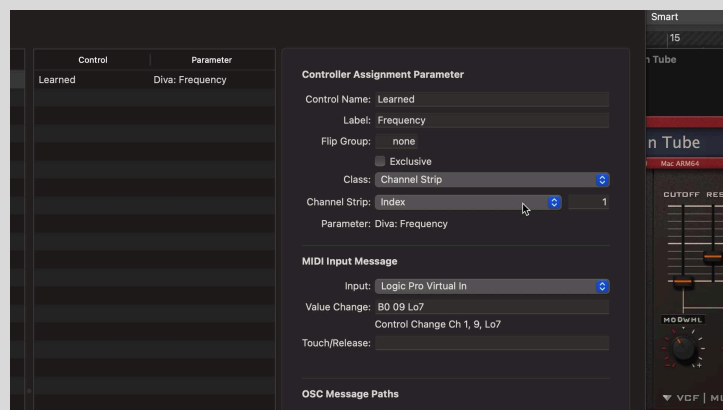 Smart
15
n Tube
Control Parameter
Learned Diva: Frequency
Controller Assignment Parameter
Control Name: Learned
Label: Frequency
Flip Group: none
Exclusive
Class: Channel Strip
Channel Strip: Index 1
Parameter: Diva: Frequency
MIDI Input Message
Input: Logic Pro Virtual In
Value Change: B0 09 Lo7
Control Change Ch 1, 9, Lo7
Touch/Release:
OSC Message Paths
n Tube
Mac ARM64
CUTOFF RES
MODWHL
VCF